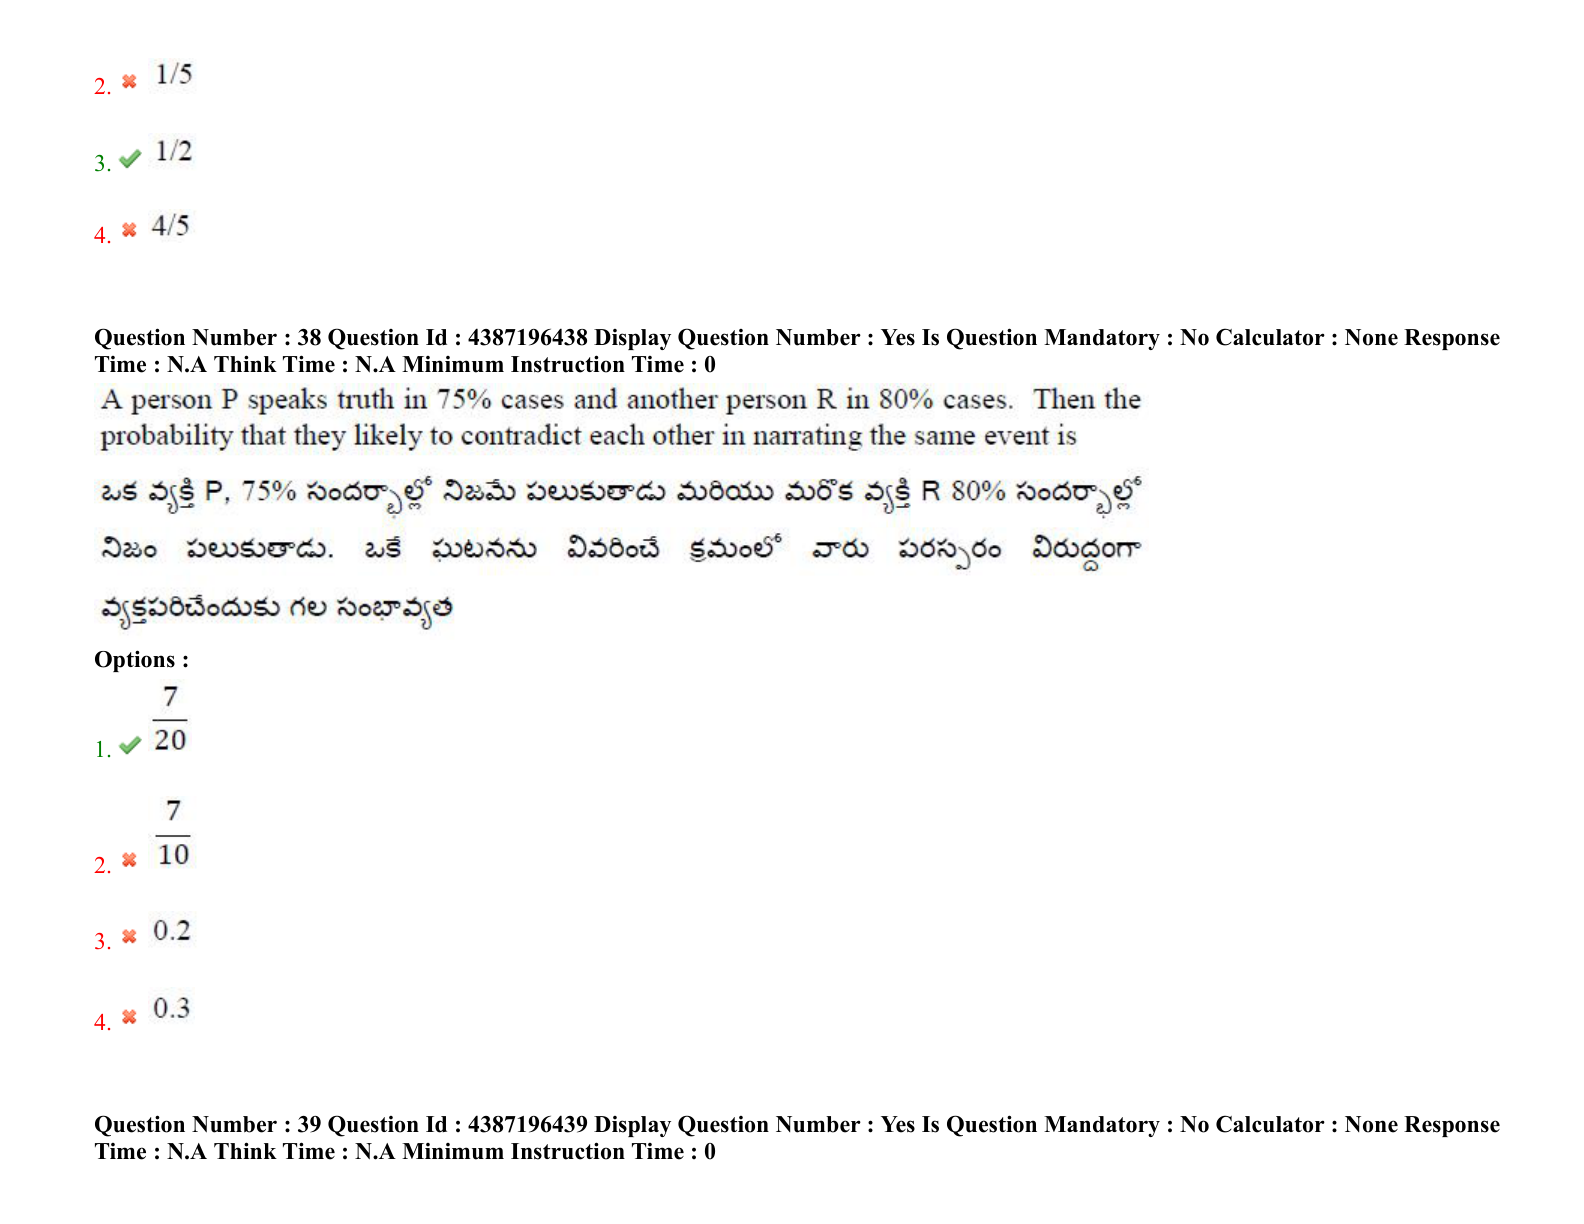 2. 1/5
3. 1/2
4. 4/5
Question Number : 38 Question Id : 4387196438 Display Question Number : Yes Is Question Mandatory : No Calculator : None Response
Time : N.A Think Time : N.A Minimum Instruction Time : 0
A person P speaks truth in 75% cases and another person R in 80% cases. Then the
probability that they likely to contradict each other in narrating the same event is
ఒక వ్యక్తి P, 75% సందర్భాల్లో నిజమే పలుకుతాడు మరియు మరొక వ్యక్తి R 80% సందర్భాల్లో
నిజం పలుకుతాడు. ఒకే ఘటనను వివరించే క్రమంలో వారు పరస్పరం విరుద్ధంగా
వ్యక్తపరిచేందుకు గల సంభావ్యత
Options :
1. 7/20
2. 7/10
3. 0.2
4. 0.3
Question Number : 39 Question Id : 4387196439 Display Question Number : Yes Is Question Mandatory : No Calculator : None Response
Time : N.A Think Time : N.A Minimum Instruction Time : 0